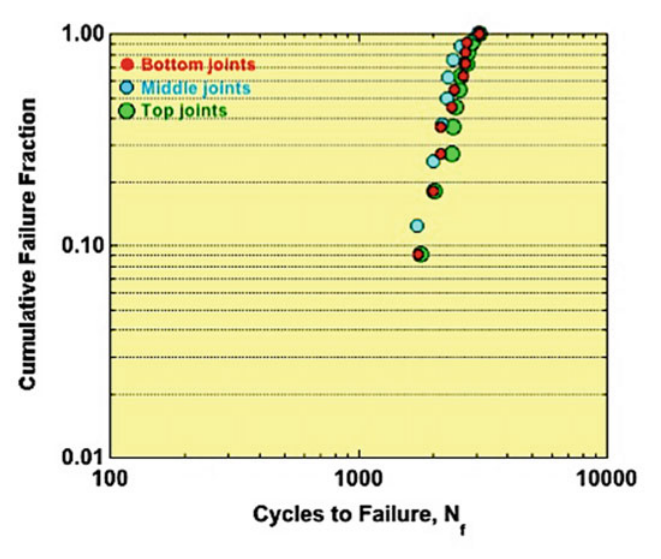 1.00
Bottom joints
Middle joints
Top joints
0.10
0.01
100
1000
10000
Cumulative Failure Fraction
Cycles to Failure, Nf